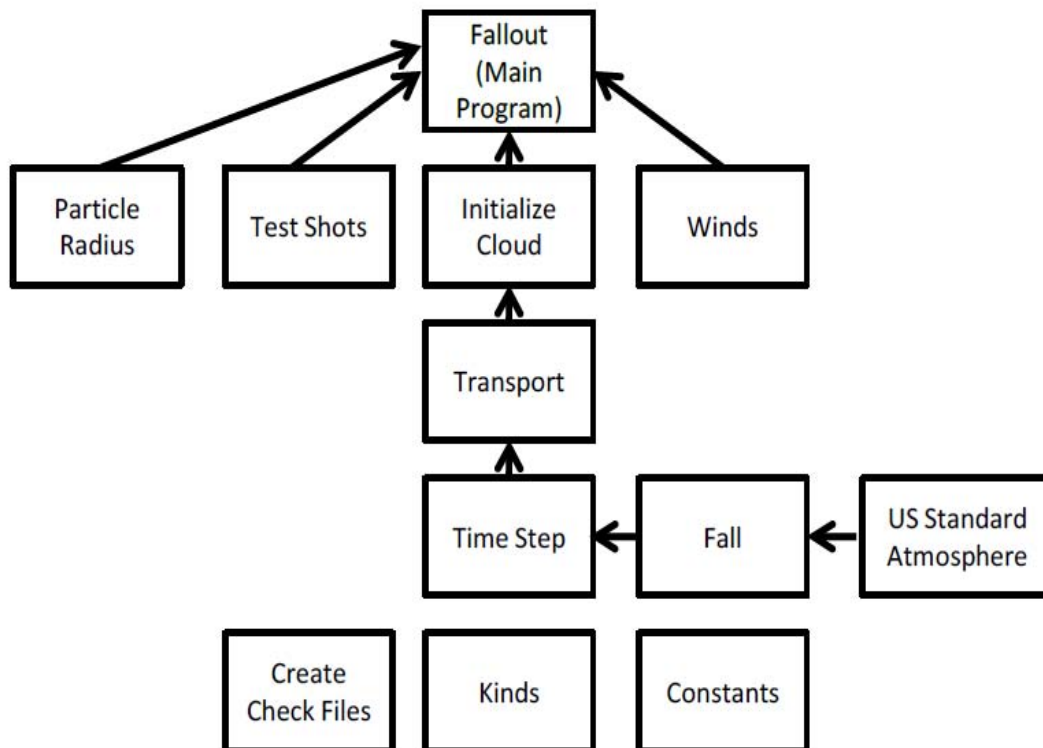 Fallout
(Main
Program)
Particle
Radius
Test Shots
Initialize
Cloud
Winds
Transport
Time Step
Fall
US Standard
Atmosphere
Create
Check Files
Kinds
Constants